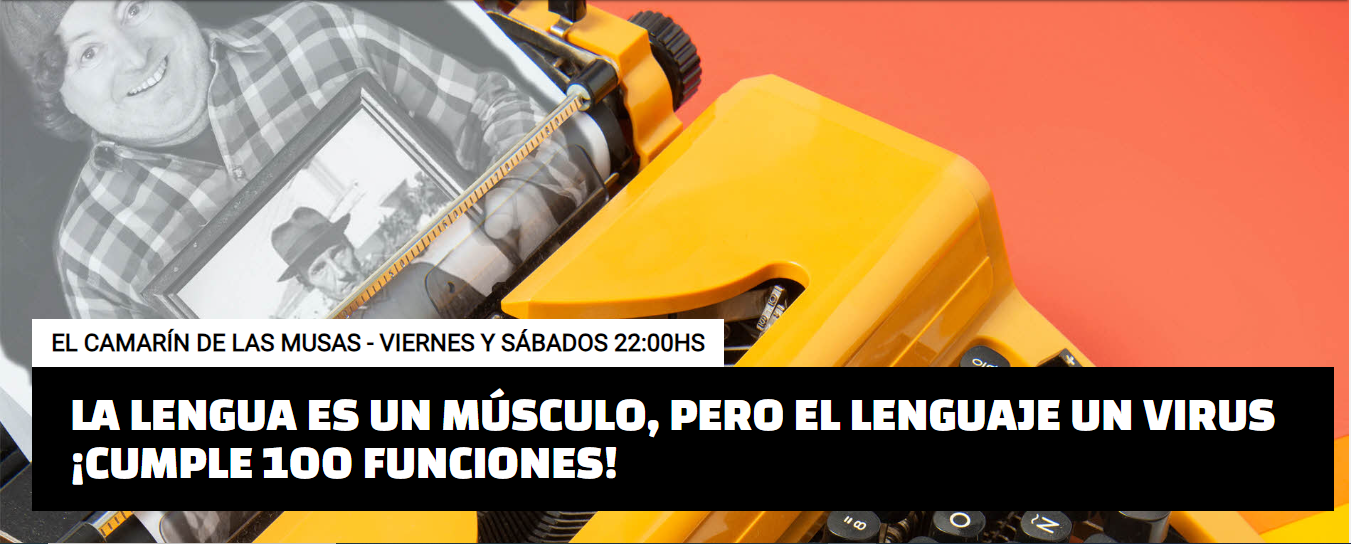 EL CAMARÍN DE LAS MUSAS - VIERNES Y SÁBADOS 22:00HS
LA LENGUA ES UN MÚSCULO, PERO EL LENGUAJE UN VIRUS
¡CUMPLE 100 FUNCIONES!
O
Ñ